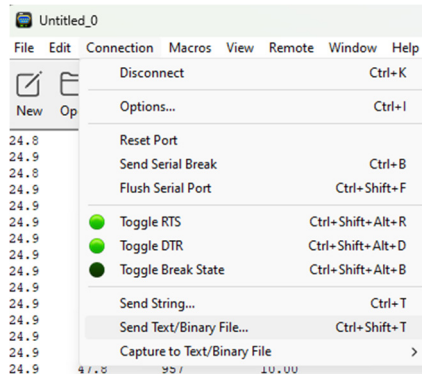 Untitled_0
File Edit Connection Macros View Remote Window Help
Disconnect Ctrl+K
New Op
Options... Ctrl+I
24.8
Reset Port
24.9
24.8
Send Serial Break Ctrl+B
24.9
Flush Serial Port Ctrl+Shift+F
24.9
24.9
Toggle RTS Ctrl+Shift+Alt+R
24.9
24.9
Toggle DTR Ctrl+Shift+Alt+D
24.9
Toggle Break State Ctrl+Shift+Alt+B
24.9
24.9
Send String... Ctrl+T
24.9
Send Text/Binary File... Ctrl+Shift+T
24.9
24.9
Capture to Text/Binary File
24.9 47.8 957 10.00